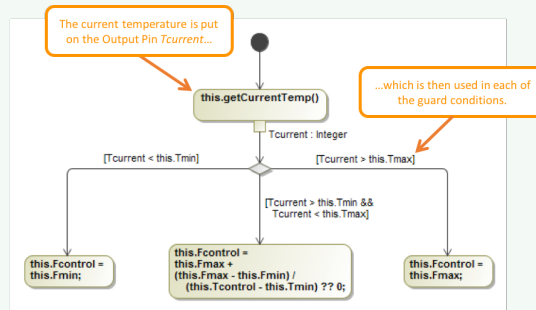 The current temperature is put
on the Output Pin Tcurrent...
...which is then used in each of
the guard conditions.
this.getCurrentTemp()
Tcurrent : Integer
[Tcurrent < this.Tmin]
[Tcurrent > this.Tmax]
[Tcurrent > this.Tmin &&
Tcurrent < this.Tmax]
this.Fcontrol =
this.Fmin;
this.Fcontrol =
this.Fmax +
(this.Fmax - this.Fmin) /
(this.Tcontrol - this.Tmin) ?? 0;
this.Fcontrol =
this.Fmax;